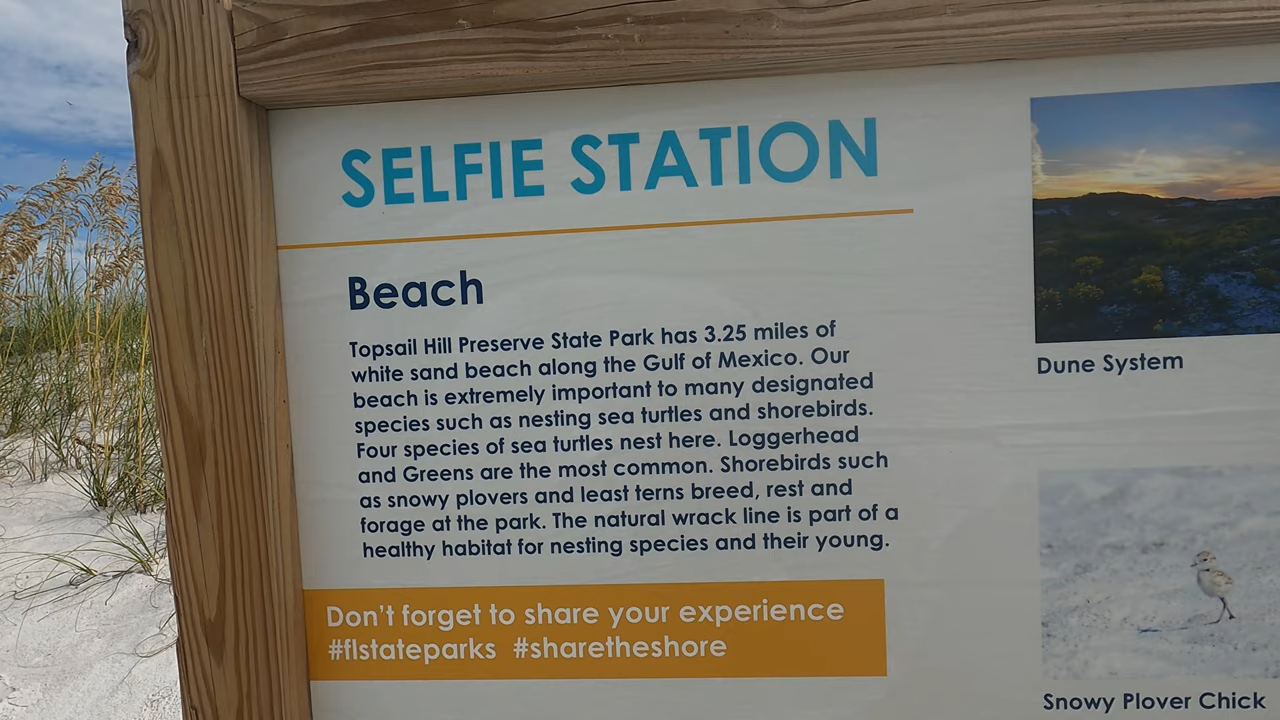 SELFIE STATION
Beach
Topsail Hill Preserve State Park has 3.25 miles of
white sand beach along the Gulf of Mexico. Our
beach is extremely important to many designated
species such as nesting sea turtles and shorebirds.
Four species of sea turtles nest here. Loggerhead
and Greens are the most common. Shorebirds such
as snowy plovers and least terns breed, rest and
forage at the park. The natural wrack line is part of a
healthy habitat for nesting species and their young.
Don't forget to share your experience
#flstateparks #sharetheshore
Dune System
Snowy Plover Chick